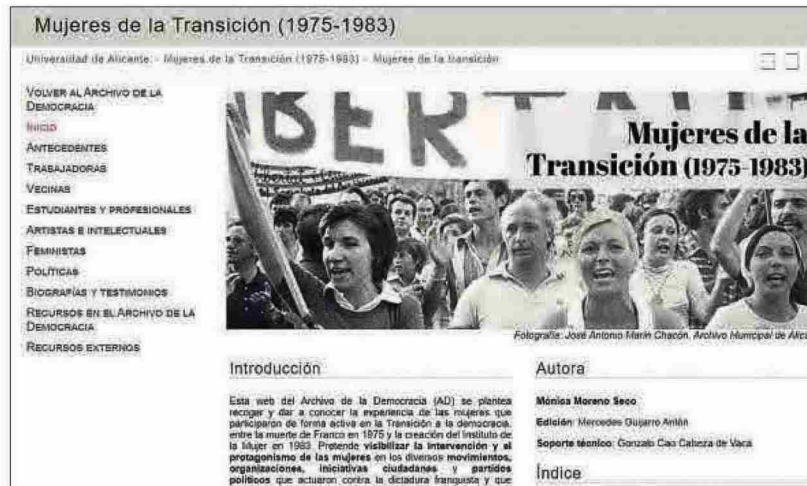 Mujeres de la Transición (1975-1983)
Universidad de Alicante - Mujeres de la Transición (1975-1983) - Mujeres de la transición
VOLVER AL ARCHIVO DE LA
DEMOCRACIA
INICIO
ANTECEDENTES
TRABAJADORAS
VECINAS
ESTUDIANTES Y PROFESIONALES
ARTISTAS E INTELECTUALES
FEMINISTAS
POLÍTICAS
BIOGRAFÍAS Y TESTIMONIOS
RECURSOS EN EL ARCHIVO DE LA
DEMOCRACIA
RECURSOS EXTERNOS
IBERTA
Mujeres de la
Transición (1975-1983)
Fotografía: José Antonio Marín Chacón. Archivo Municipal de Alica
Introducción
Esta web del Archivo de la Democracia (AD) se plantea
recoger y dar a conocer la experiencia de las mujeres que
participaron de forma activa en la Transición a la democracia,
entre la muerte de Franco en 1975 y la creación del Instituto de
la Mujer en 1983. Pretende visibilizar la intervención y el
protagonismo de las mujeres en los diversos movimientos,
organizaciones, iniciativas ciudadanas y partidos
políticos que actuaron contra la dictadura franquista y que
Autora
Mónica Moreno Seco
Edición: Mercedes Guijarro Antón
Soporte técnico: Gonzalo Cao Cabeza de Vaca
Índice